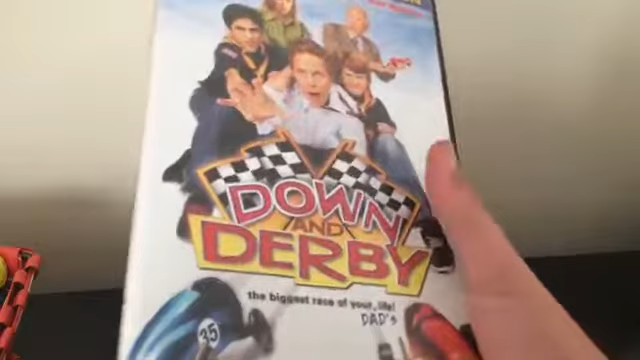 DOWN
AND
DERBY
the biggest race of your life!
DAD's
35